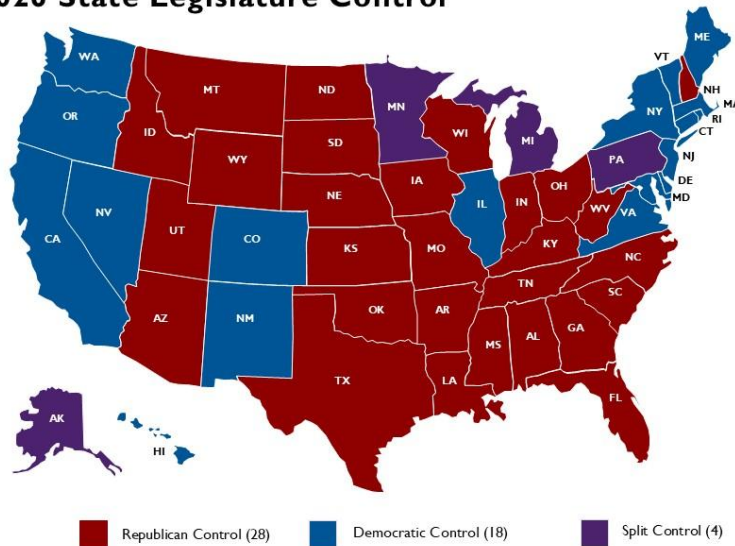 State Legislature Control
WA
OR
CA
NV
ID
MT
WY
UT
CO
AZ
NM
ND
SD
NE
KS
OK
TX
MN
IA
MO
AR
LA
WI
IL
MI
IN
OH
KY
TN
MS
AL
GA
FL
SC
NC
WV
VA
PA
NY
VT
ME
NH
RI
CT
NJ
DE
MD
AK
HI
Republican Control (28)
Democratic Control (18)
Split Control (4)